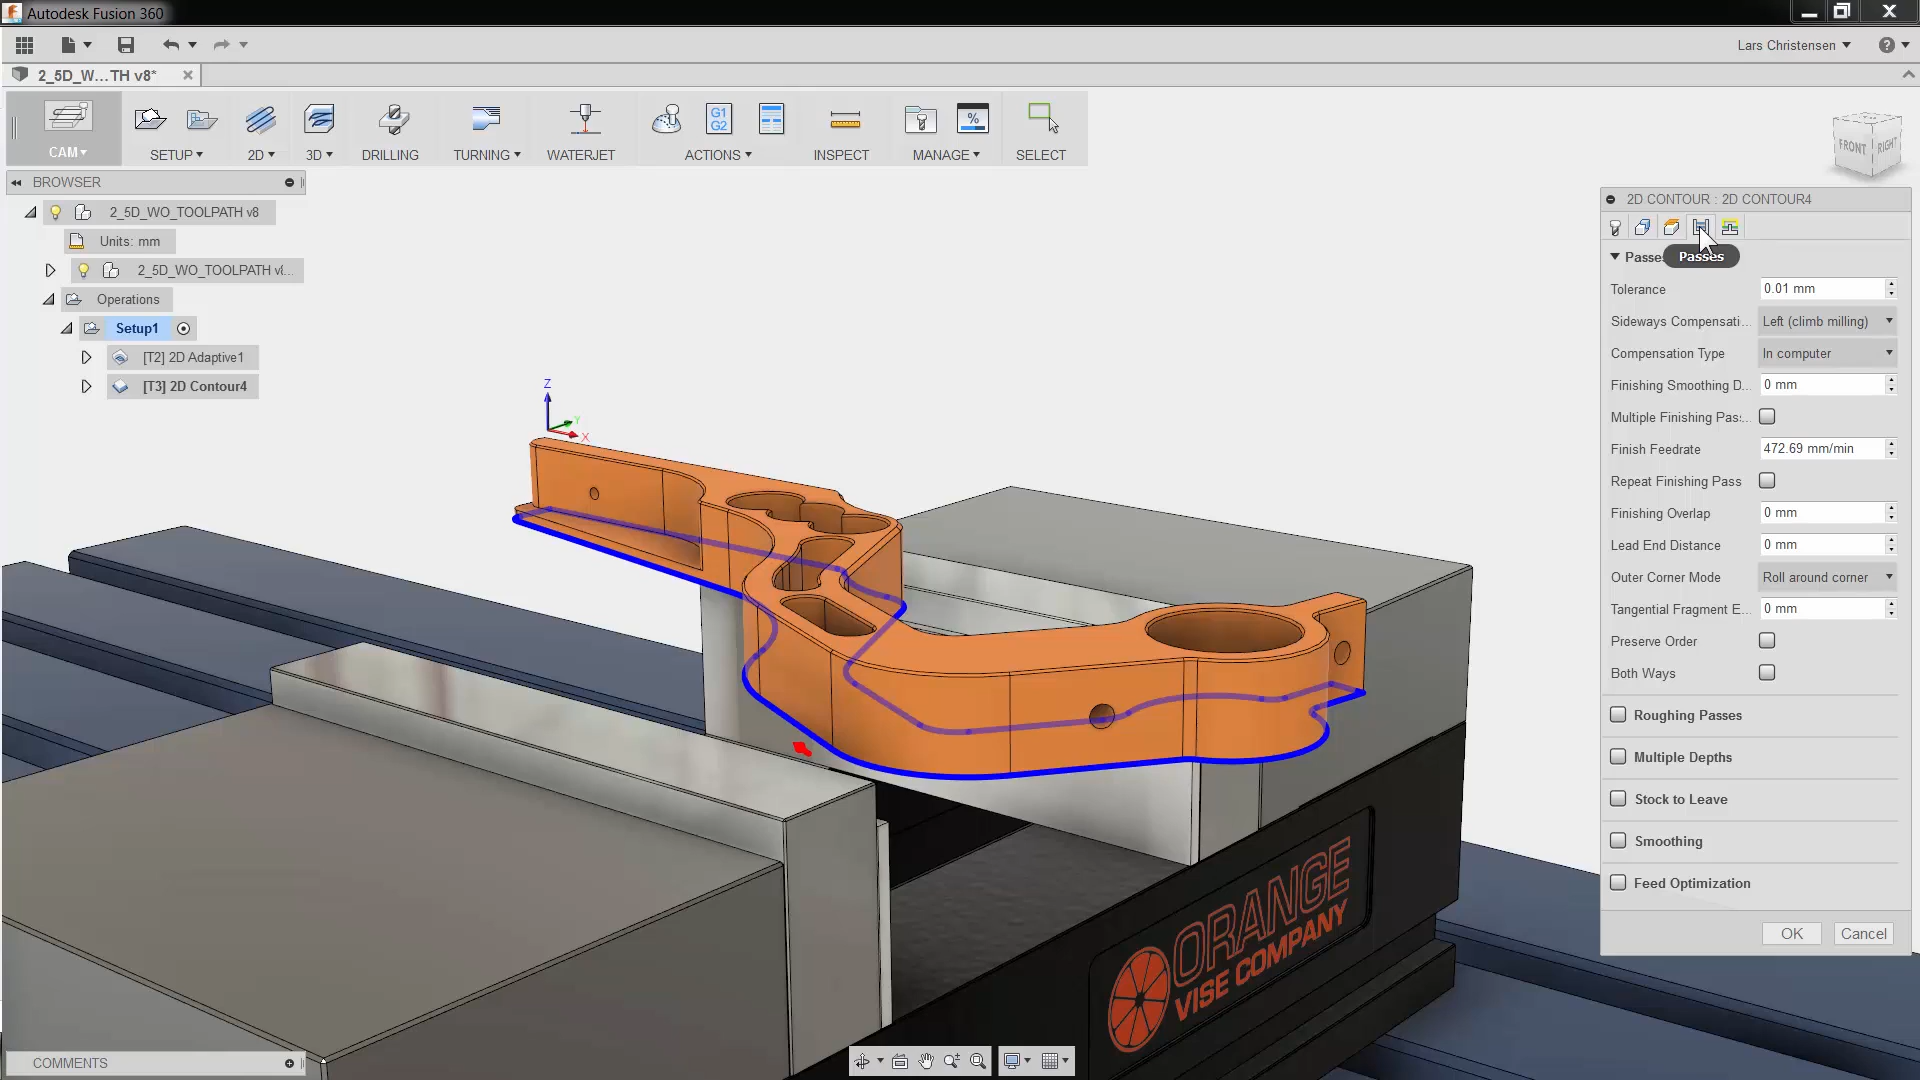 Autodesk Fusion 360
Lars Christensen
2_5D_W...TH v8*
CAM
SETUP
2D
3D
DRILLING
TURNING
WATERJET
G1
G2
ACTIONS
INSPECT
%
MANAGE
SELECT
FRONT
RIGHT
BROWSER
2_5D_WO_TOOLPATH v8
Units: mm
2_5D_WO_TOOLPATH v(...
Operations
Setup1
[T2] 2D Adaptive1
[T3] 2D Contour4
Z
Y
X
2D CONTOUR : 2D CONTOUR4
Passes
Passes
Tolerance 0.01 mm
Sideways Compensati... Left (climb milling)
Compensation Type In computer
Finishing Smoothing D... 0 mm
Multiple Finishing Pas...
Finish Feedrate 472.69 mm/min
Repeat Finishing Pass
Finishing Overlap 0 mm
Lead End Distance 0 mm
Outer Corner Mode Roll around corner
Tangential Fragment E... 0 mm
Preserve Order
Both Ways
Roughing Passes
Multiple Depths
Stock to Leave
Smoothing
Feed Optimization
OK Cancel
ORANGE
VISE COMPANY
COMMENTS